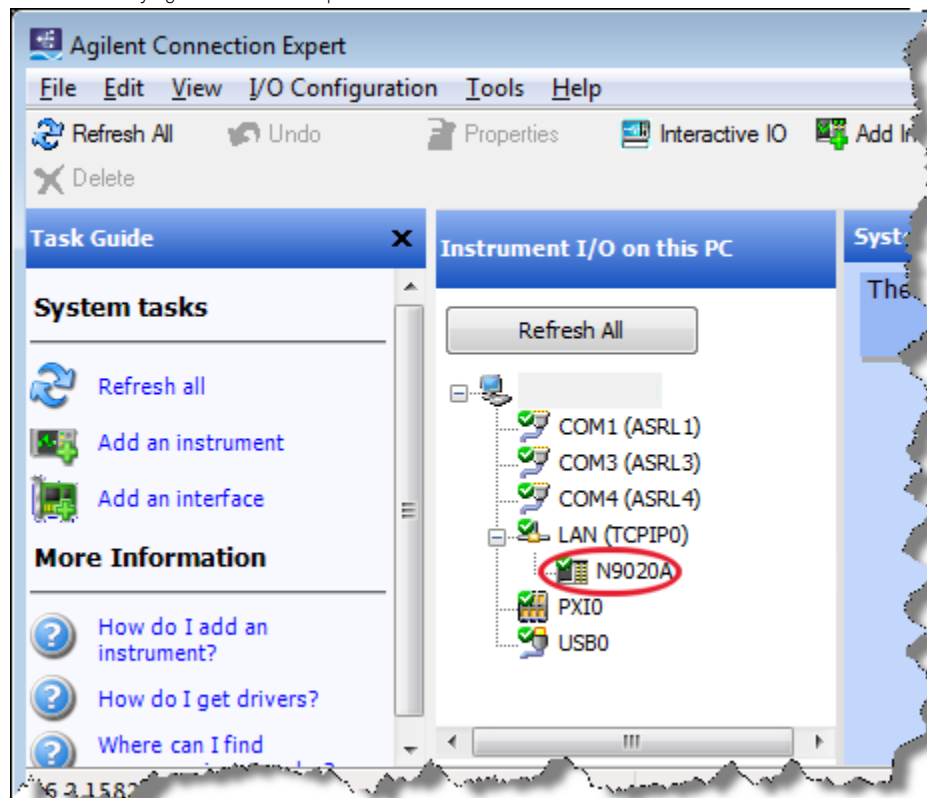 Agilent Connection Expert
File Edit View I/O Configuration Tools Help
Refresh All Undo Properties Interactive IO Add
Delete
Task Guide
System tasks
Refresh all
Add an instrument
Add an interface
More Information
How do I add an
instrument?
How do I get drivers?
Where can I find
Instrument I/O on this PC
Refresh All
COM1 (ASRL1)
COM3 (ASRL3)
COM4 (ASRL4)
LAN (TCPIP0)
N9020A
PXI0
USB0